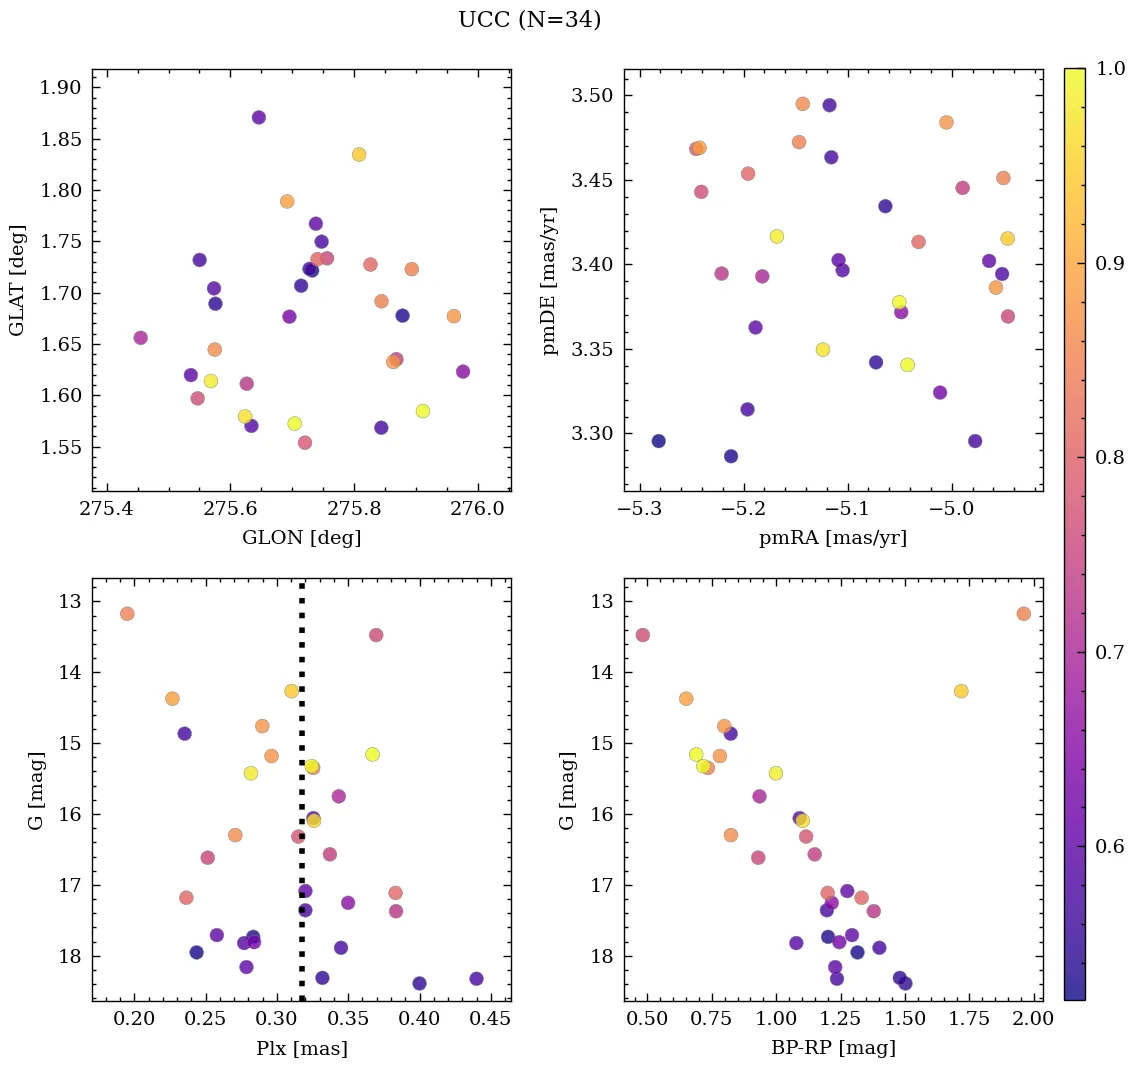 UCC (N=34)
1.90
1.85
1.80
1.75
1.70
1.65
1.60
1.55
GLAT [deg]
275.4 275.6 275.8 276.0
GLON [deg]
3.50
3.45
3.40
3.35
3.30
pmDE [mas/yr]
−5.3 −5.2 −5.1 −5.0
pmRA [mas/yr]
13
14
15
16
17
18
G [mag]
0.20 0.25 0.30 0.35 0.40 0.45
Plx [mas]
13
14
15
16
17
18
G [mag]
0.50 0.75 1.00 1.25 1.50 1.75 2.00
BP-RP [mag]
1.0
0.9
0.8
0.7
0.6